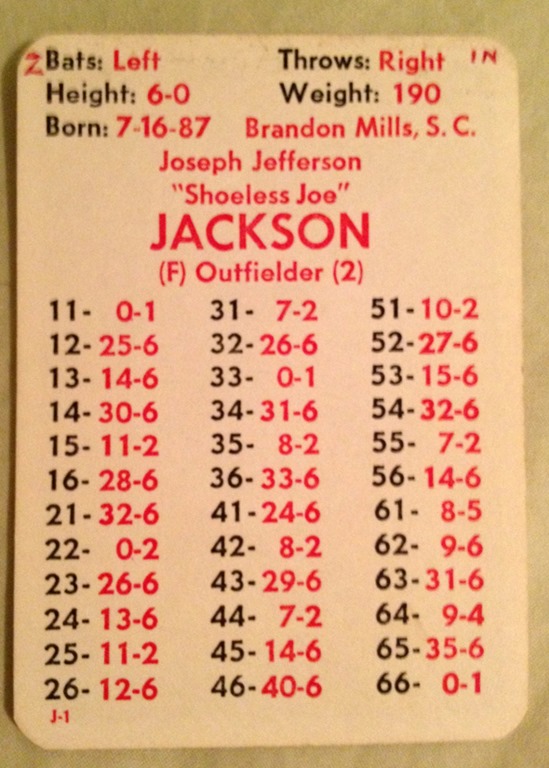 Z Bats: Left Throws: Right IN
Height: 6-0 Weight: 190
Born: 7-16-87 Brandon Mills, S. C.
Joseph Jefferson
"Shoeless Joe"
JACKSON
(F) Outfielder (2)
11- 0-1 31- 7-2 51-10-2
12-25-6 32-26-6 52-27-6
13-14-6 33- 0-1 53-15-6
14-30-6 34-31-6 54-32-6
15-11-2 35- 8-2 55- 7-2
16-28-6 36-33-6 56-14-6
21-32-6 41-24-6 61- 8-5
22- 0-2 42- 8-2 62- 9-6
23-26-6 43-29-6 63-31-6
24-13-6 44- 7-2 64- 9-4
25-11-2 45-14-6 65-35-6
26-12-6 46-40-6 66- 0-1
J-1